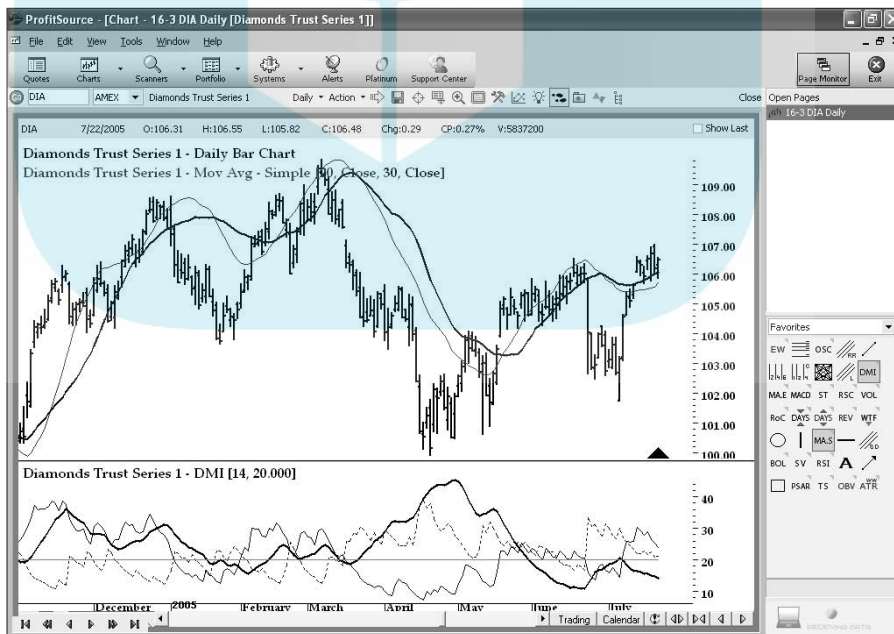 ProfitSource - [Chart - 16-3 DIA Daily [Diamonds Trust Series 1]]
File Edit View Tools Window Help
Quotes Charts Scanners Portfolio Systems Alerts Platinum Support Center Page Monitor Exit
Go DIA AMEX Diamonds Trust Series 1 Daily Action Close Open Pages
16-3 DIA Daily
DIA 7/22/2005 O:106.31 H:106.55 L:105.82 C:106.48 Chg:0.29 CP:0.27% V:5837200 Show Last
Diamonds Trust Series 1 - Daily Bar Chart
Diamonds Trust Series 1 - Mov Avg - Simple Close, 30, Close]
109.00
108.00
107.00
106.00
105.00
104.00
103.00
102.00
101.00
100.00
Favorites
EW OSC RR
L DMI
MA.E MACD ST RSC VOL
RoC DAYS DAYS REV WTF
MA.S
BOL SV RSI A
PSAR TS OBV ATR
Diamonds Trust Series 1 - DMI [14, 20.000]
40
30
20
10
December 2005 February March April May June July
Trading Calendar
RECEIVING DATA